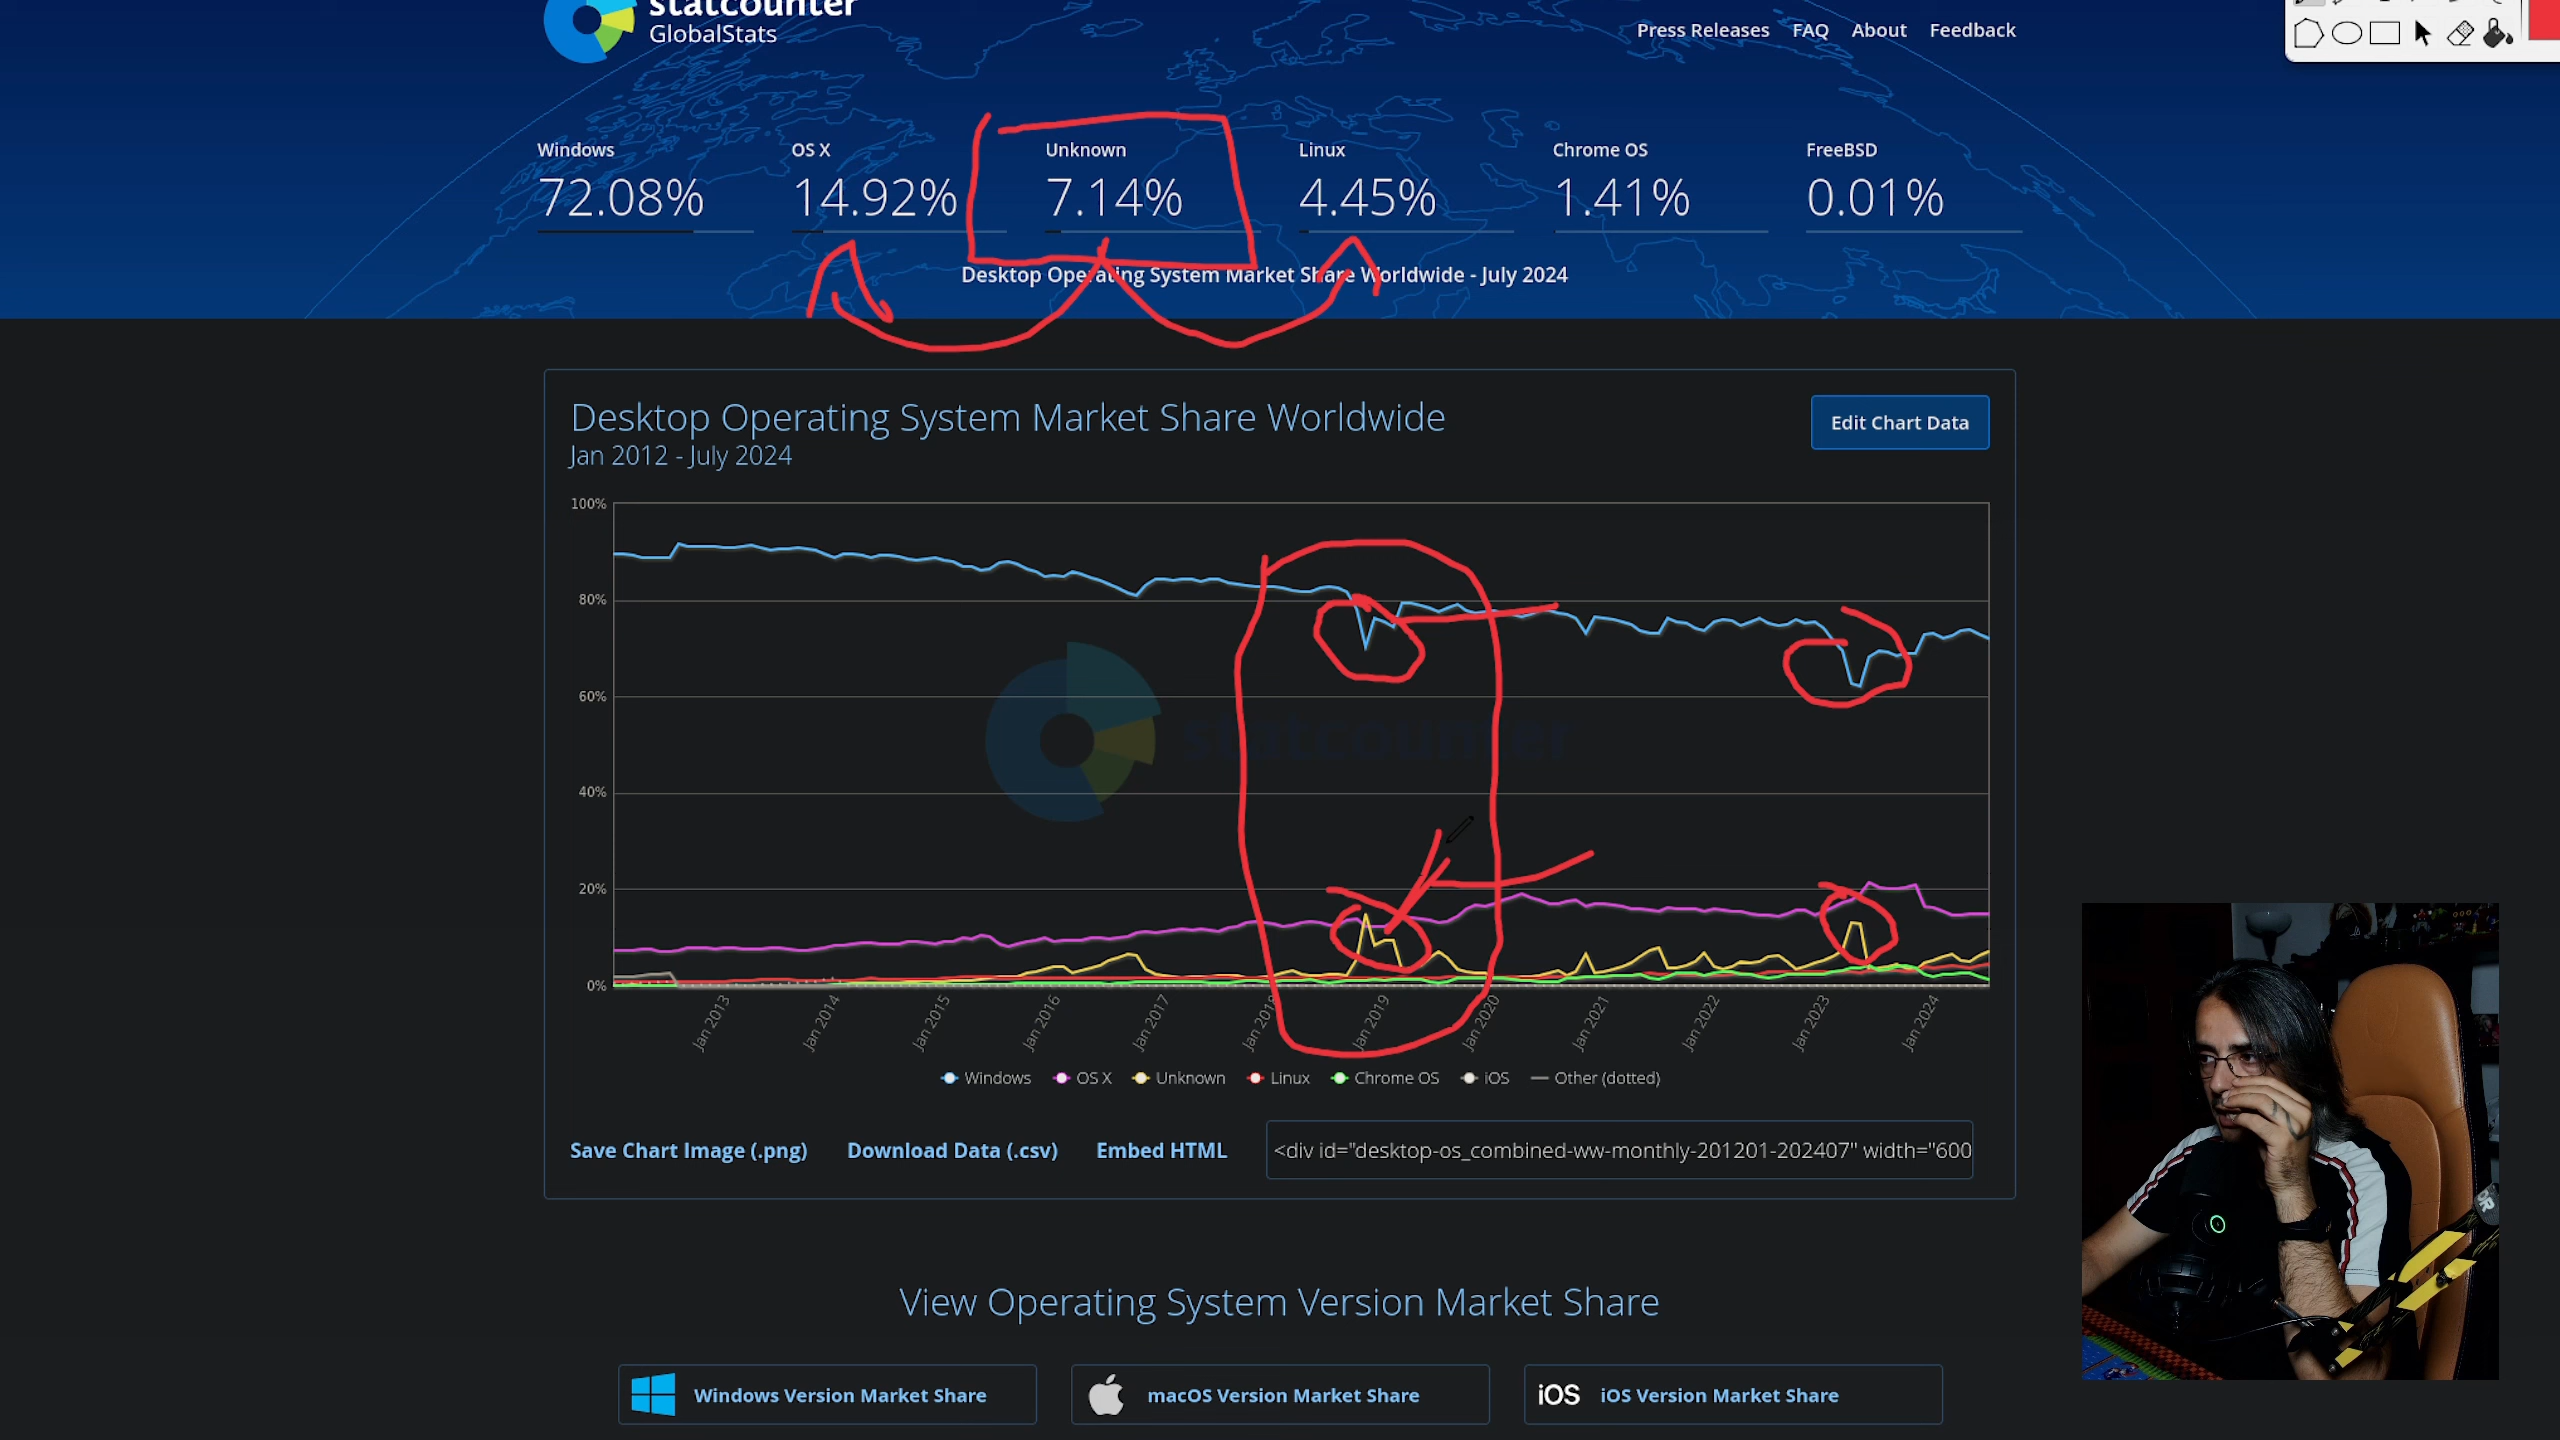 statcounter
GlobalStats
Press Releases FAQ About Feedback
Windows OS X Unknown Linux Chrome OS FreeBSD
72.08% 14.92% 7.14% 4.45% 1.41% 0.01%
Desktop Operating System Market Share Worldwide - July 2024
Desktop Operating System Market Share Worldwide
Jan 2012 - July 2024
Edit Chart Data
100%
80%
60%
statcounter
40%
20%
0%
Jan 2013 Jan 2014 Jan 2015 Jan 2016 Jan 2017 Jan 2018 Jan 2019 Jan 2020 Jan 2021 Jan 2022 Jan 2023 Jan 2024
Windows OS X Unknown Linux Chrome OS iOS Other (dotted)
Save Chart Image (.png) Download Data (.csv) Embed HTML <div id="desktop-os_combined-ww-monthly-201201-202407" width="600
View Operating System Version Market Share
Windows Version Market Share
macOS Version Market Share
iOS iOS Version Market Share